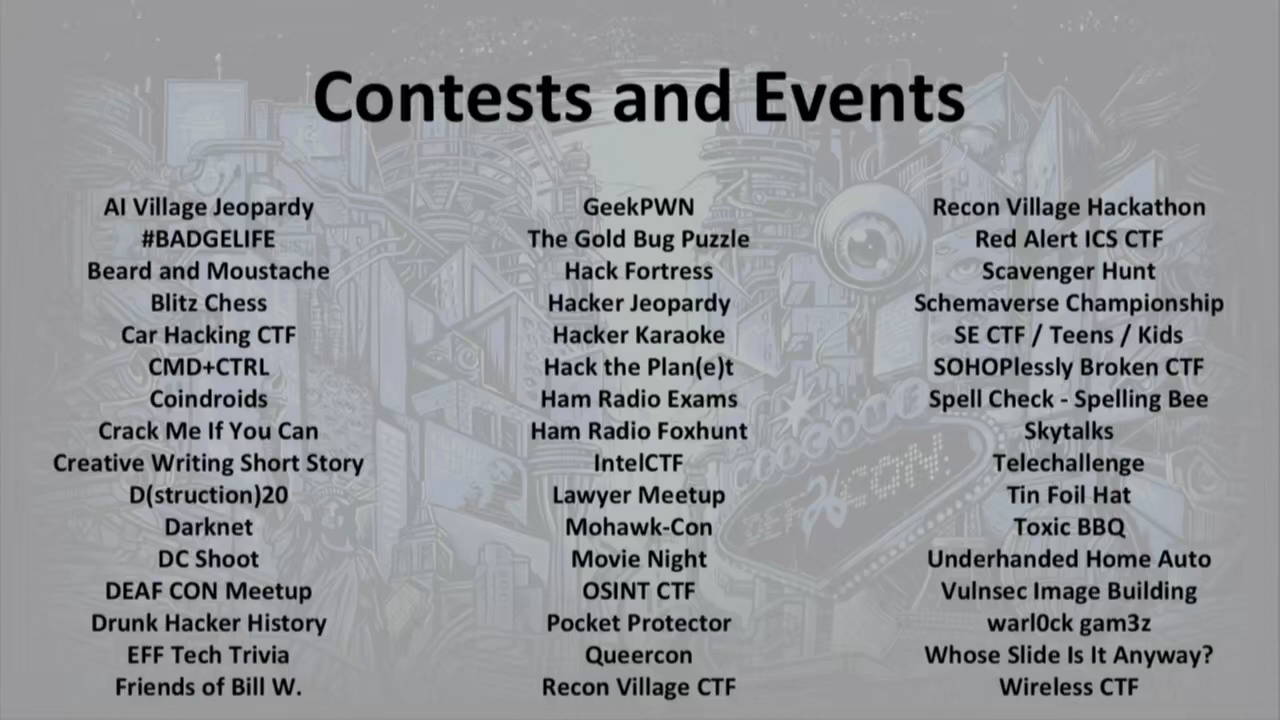 Contests and Events
AI Village Jeopardy
#BADGELIFE
Beard and Moustache
Blitz Chess
Car Hacking CTF
CMD+CTRL
Coindroids
Crack Me If You Can
Creative Writing Short Story
D(struction)20
Darknet
DC Shoot
DEAF CON Meetup
Drunk Hacker History
EFF Tech Trivia
Friends of Bill W.
GeekPWN
The Gold Bug Puzzle
Hack Fortress
Hacker Jeopardy
Hacker Karaoke
Hack the Plan(e)t
Ham Radio Exams
Ham Radio Foxhunt
IntelCTF
Lawyer Meetup
Mohawk-Con
Movie Night
OSINT CTF
Pocket Protector
Queercon
Recon Village CTF
Recon Village Hackathon
Red Alert ICS CTF
Scavenger Hunt
Schemaverse Championship
SE CTF / Teens / Kids
SOHOPlessly Broken CTF
Spell Check - Spelling Bee
Skytalks
Telechallenge
Tin Foil Hat
Toxic BBQ
Underhanded Home Auto
Vulnsec Image Building
warl0ck gam3z
Whose Slide Is It Anyway?
Wireless CTF
DEF CON